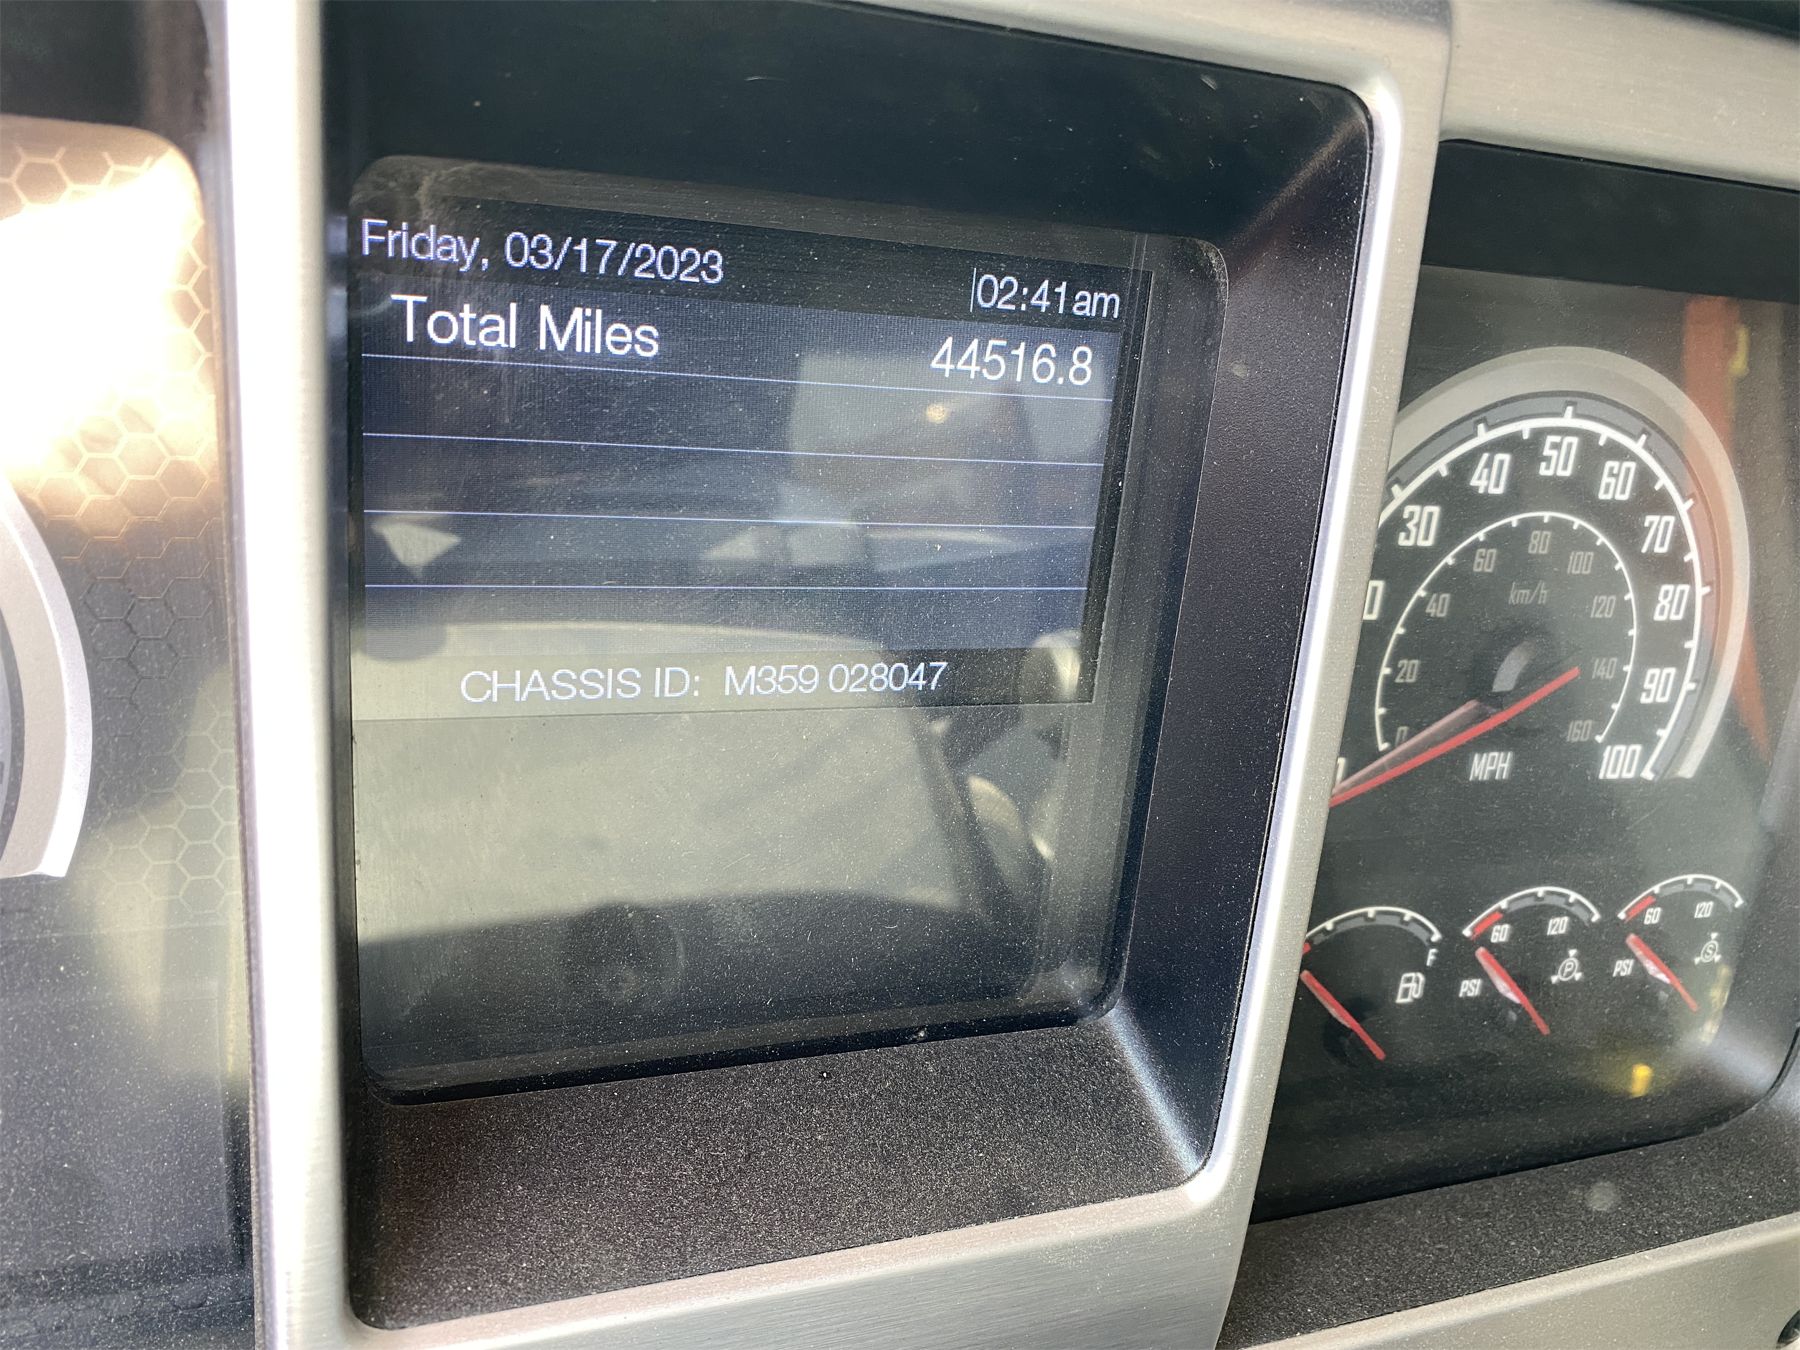 Friday, 03/17/2023
02:41am
Total Miles 44516.8
CHASSIS ID: M359 028047
30 40 50 60 70 80 90 100
MPH
0 20 40 60 80 100 120 140 160
km/h
F
60 120
PSI
P
60 120
PSI
S